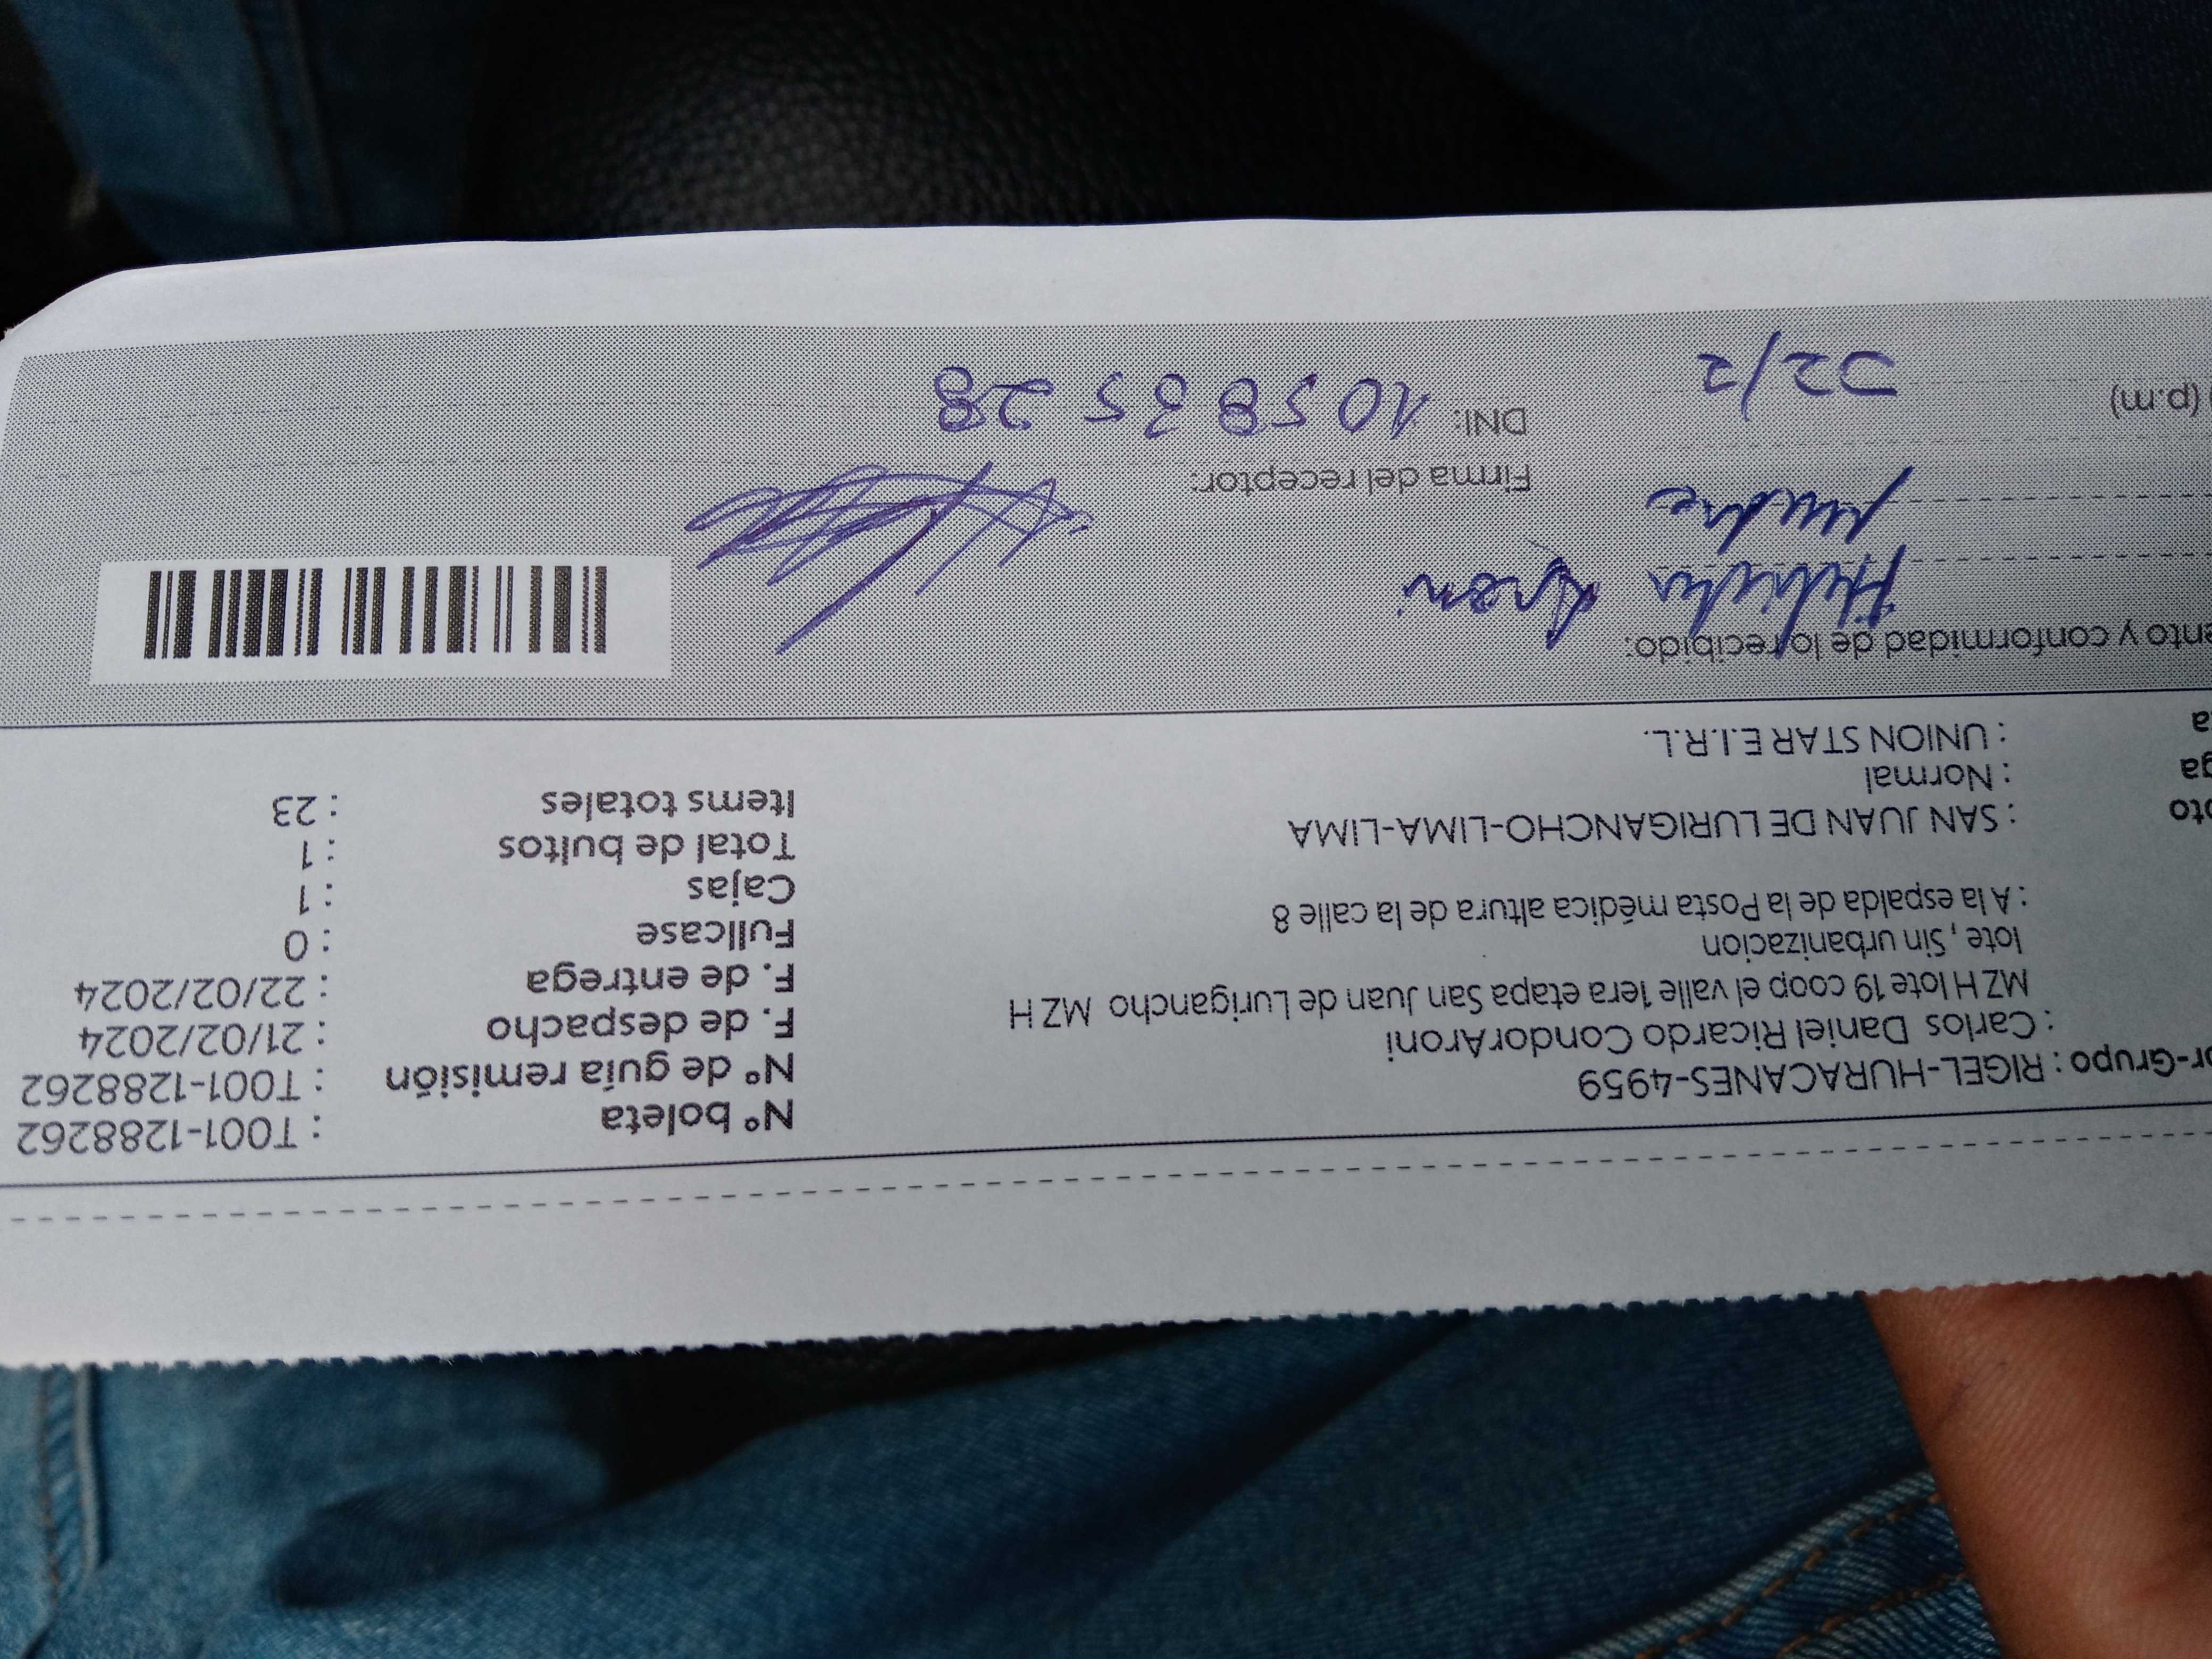 or-Grupo : RIGEL-HURACANES-4959
: Carlos Daniel Ricardo CondorAroni
MZ H lote 19 coop el valle 1era etapa San Juan de Lurigancho MZ H
lote , Sin urbanizacion
: A la espalda de la Posta médica altura de la calle 8
: SAN JUAN DE LURIGANCHO-LIMA-LIMA
: Normal
: UNION STAR E.I.R.L.
N° boleta : T001-1288262
N° de guía remisión : T001-1288262
F. de despacho : 21/02/2024
F. de entrega : 22/02/2024
Fullcase : 0
Cajas : 1
Total de bultos : 1
Items totales : 23
ento y conformidad de lo recibido:
Aroni
madre
Firma del receptor:
(p.m) 22/2
DNI: 10583528